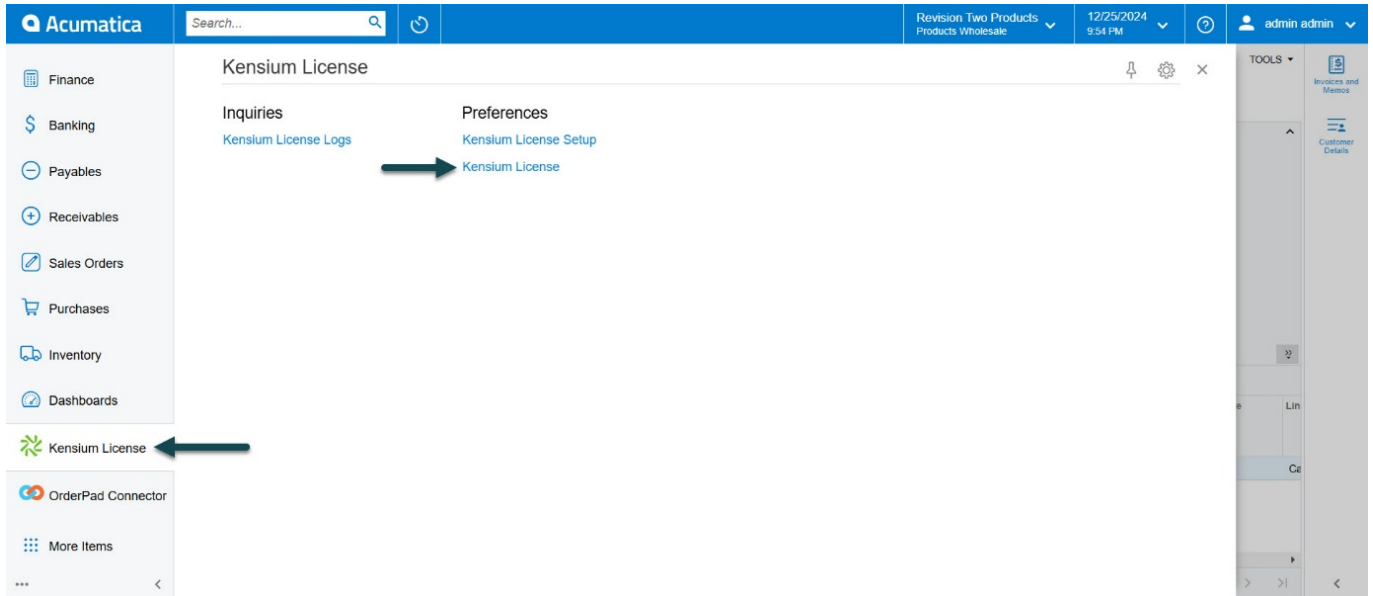 Acumatica
Search...
Revision Two Products
Products Wholesale
12/25/2024
9:54 PM
admin admin
Finance
Banking
Payables
Receivables
Sales Orders
Purchases
Inventory
Dashboards
Kensium License
OrderPad Connector
More Items
Kensium License
Inquiries
Kensium License Logs
Preferences
Kensium License Setup
Kensium License
TOOLS
Invoices and
Memos
Customer
Details
e
Lin
Ca